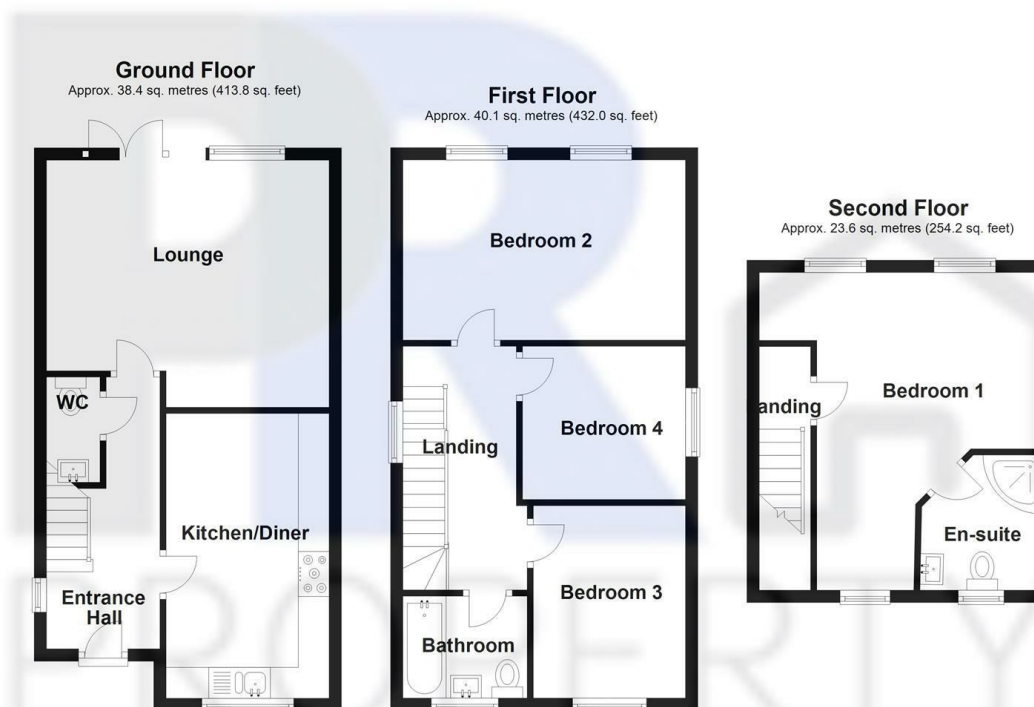 Ground Floor
Approx. 38.4 sq. metres (413.8 sq. feet)
Lounge
WC
Kitchen/Diner
Entrance
Hall
First Floor
Approx. 40.1 sq. metres (432.0 sq. feet)
Bedroom 2
Bedroom 4
Landing
Bedroom 3
Bathroom
Second Floor
Approx. 23.6 sq. metres (254.2 sq. feet)
Bedroom 1
anding
En-suite
PR
PROPERTY